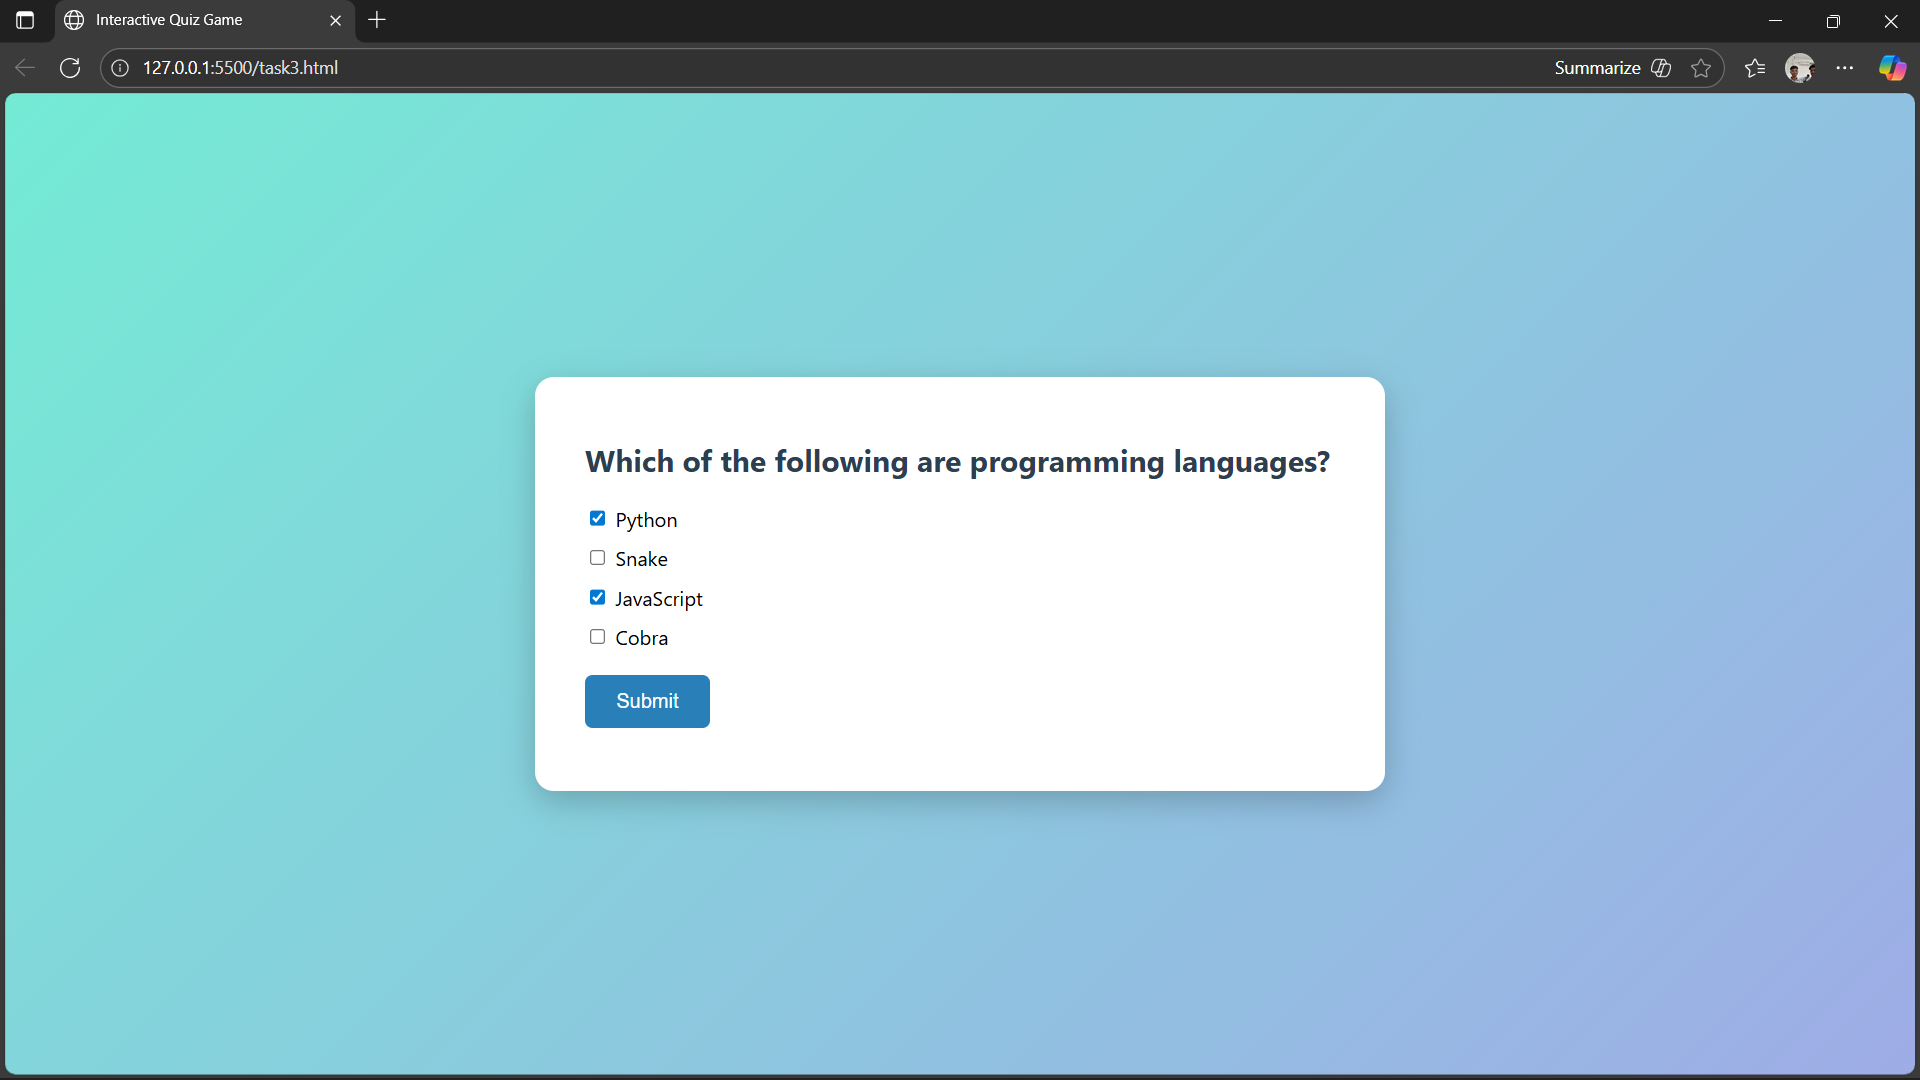 Interactive Quiz Game
127.0.0.1:5500/task3.html
Summarize
Which of the following are programming languages?
Python
Snake
JavaScript
Cobra
Submit